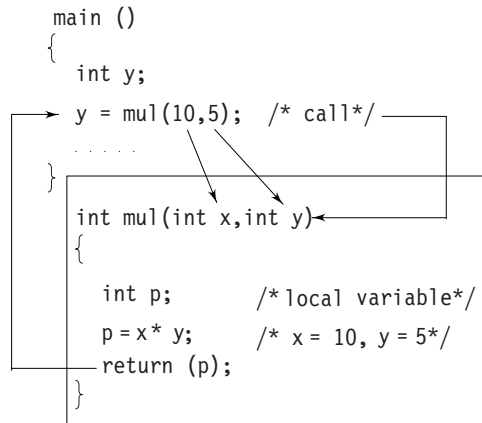 main ()
{
int y;
y = mul(10,5); /* call*/
. . . . .
}
int mul(int x,int y)
{
int p; /*local variable*/
p=x* y; /* x = 10, y = 5*/
return (p);
}